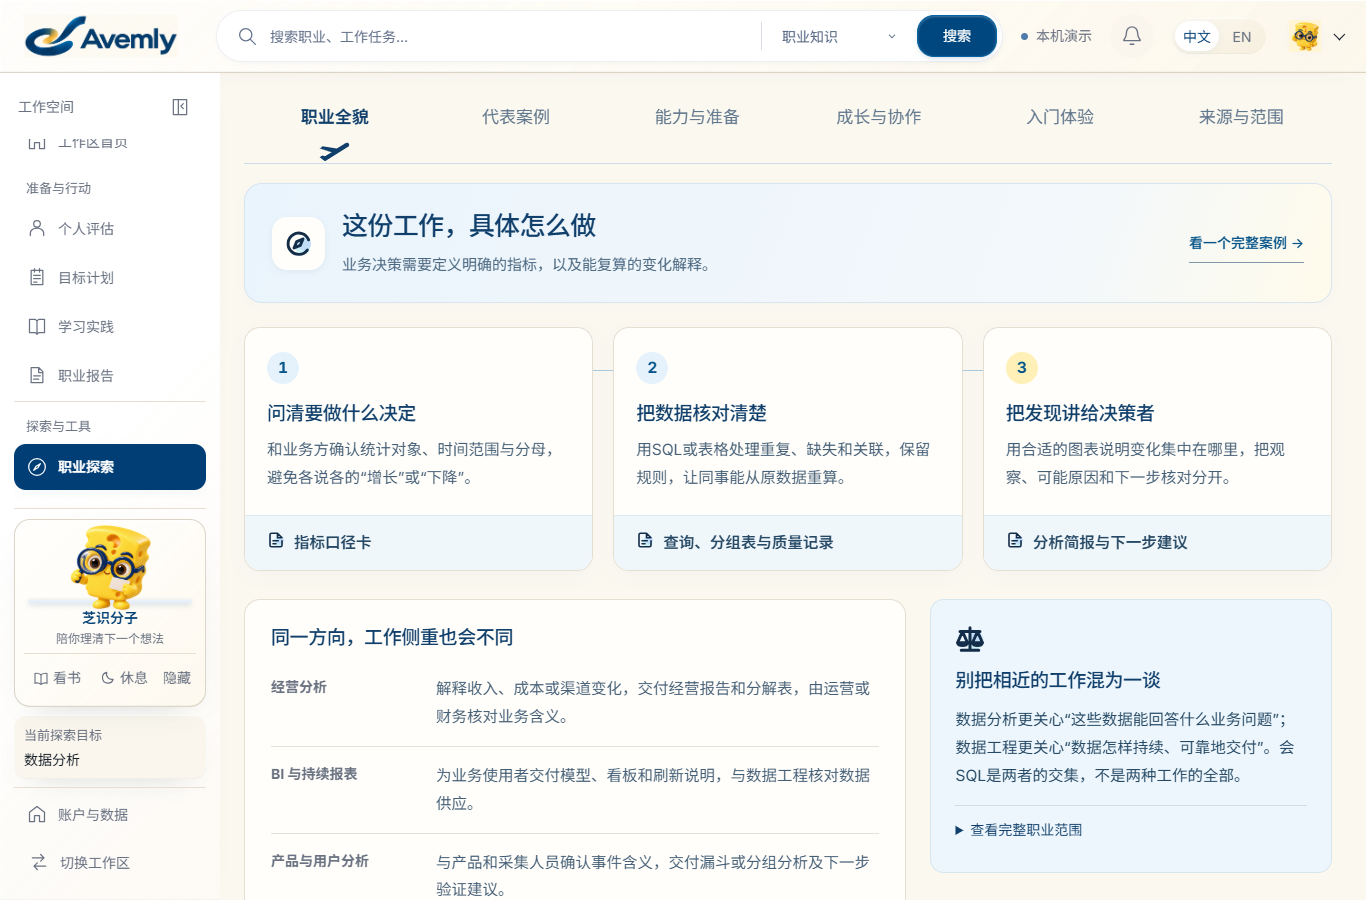 Avemly
搜索职业、工作任务...
职业知识
搜索
本机演示
中文
EN
工作空间
工作区首页
准备与行动
个人评估
目标计划
学习实践
职业报告
探索与工具
职业探索
芝识分子
陪你理清下一个想法
看书
休息
隐藏
当前探索目标
数据分析
账户与数据
切换工作区
职业全貌
代表案例
能力与准备
成长与协作
入门体验
来源与范围
这份工作，具体怎么做
业务决策需要定义明确的指标，以及能复算的变化解释。
看一个完整案例 →
1
问清要做什么决定
和业务方确认统计对象、时间范围与分母，
避免各说各的“增长”或“下降”。
指标口径卡
2
把数据核对清楚
用SQL或表格处理重复、缺失和关联，保留
规则，让同事能从原数据重算。
查询、分组表与质量记录
3
把发现讲给决策者
用合适的图表说明变化集中在哪里，把观
察、可能原因和下一步核对分开。
分析简报与下一步建议
同一方向，工作侧重也会不同
经营分析
解释收入、成本或渠道变化，交付经营报告和分解表，由运营或
财务核对业务含义。
BI 与持续报表
为业务使用者交付模型、看板和刷新说明，与数据工程核对数据
供应。
产品与用户分析
与产品和采集人员确认事件含义，交付漏斗或分组分析及下一步
验证建议。
别把相近的工作混为一谈
数据分析更关心“这些数据能回答什么业务问题”；
数据工程更关心“数据怎样持续、可靠地交付”。会
SQL是两者的交集，不是两种工作的全部。
查看完整职业范围